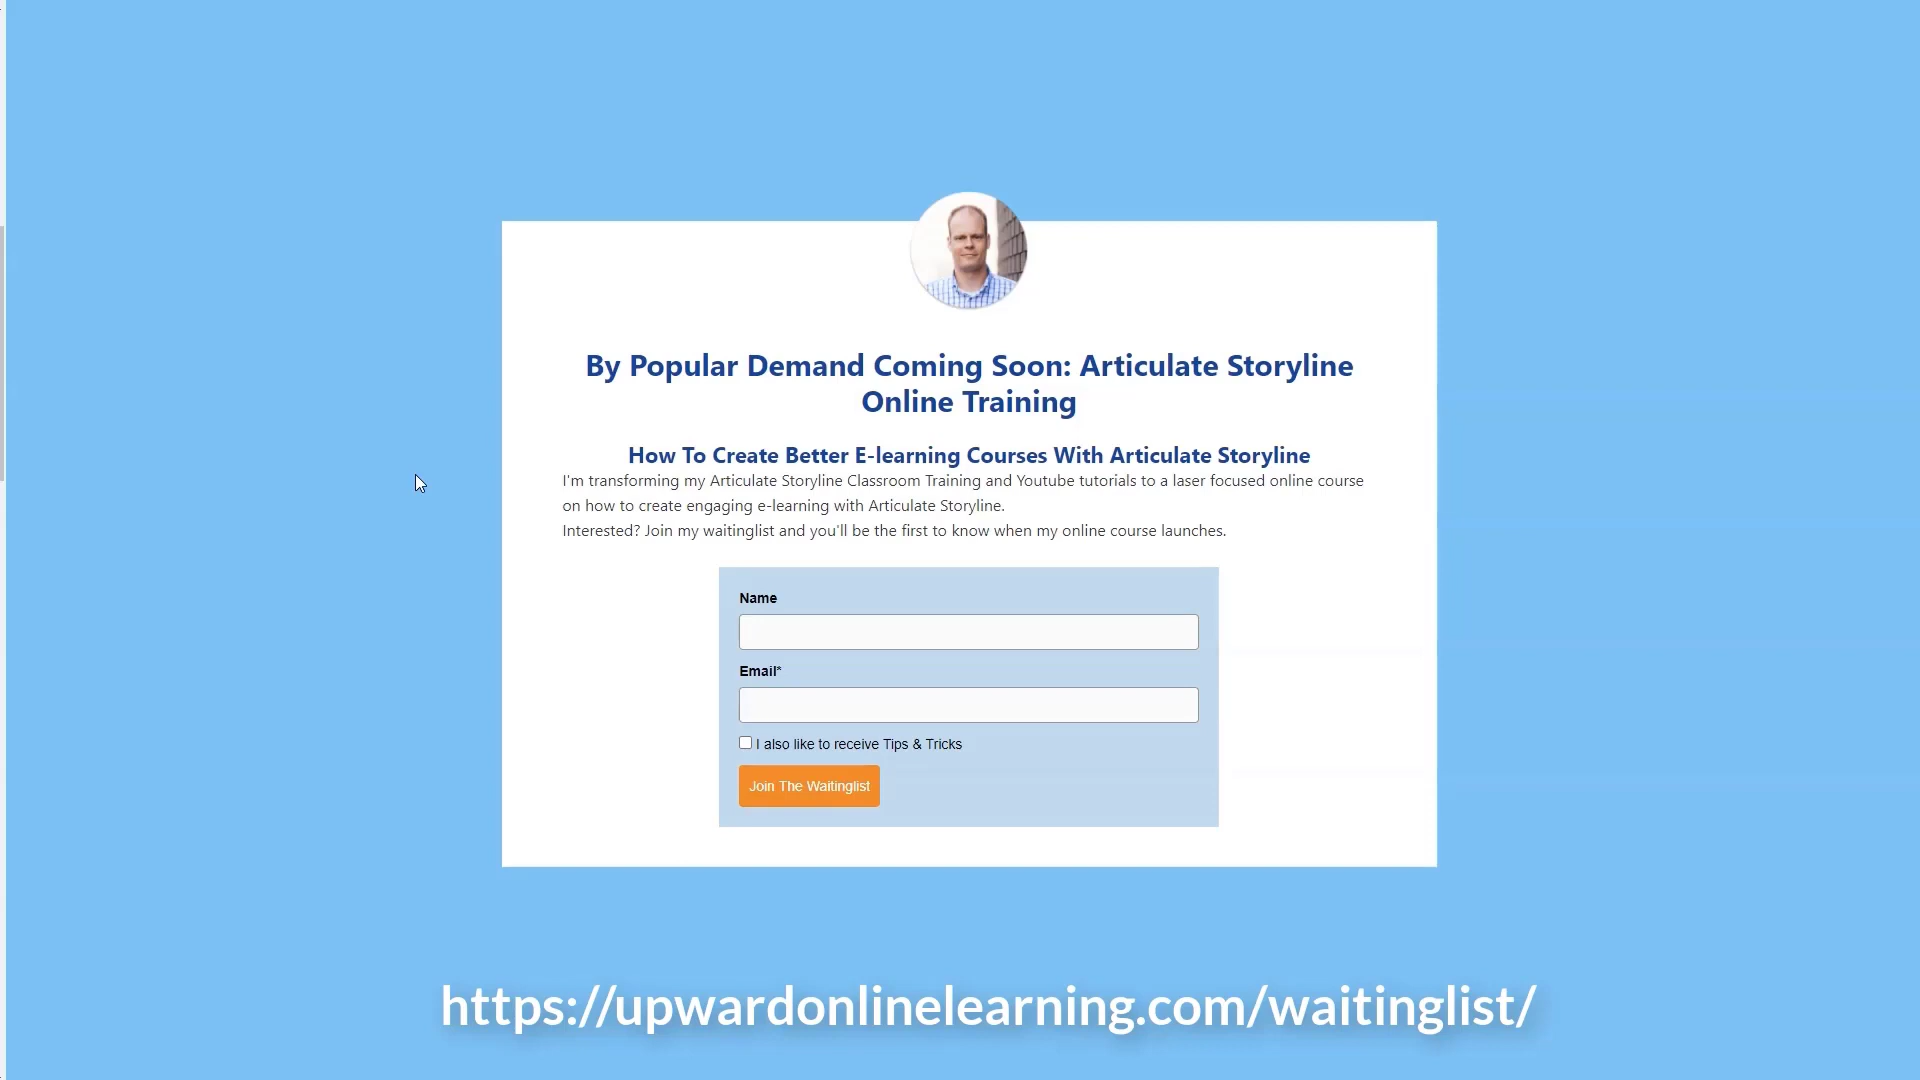 By Popular Demand Coming Soon: Articulate Storyline
Online Training
How To Create Better E-learning Courses With Articulate Storyline
I'm transforming my Articulate Storyline Classroom Training and Youtube tutorials to a laser focused online course
on how to create engaging e-learning with Articulate Storyline.
Interested? Join my waitinglist and you'll be the first to know when my online course launches.
Name
Email*
I also like to receive Tips & Tricks
Join The Waitinglist
https://upwardonlinelearning.com/waitinglist/